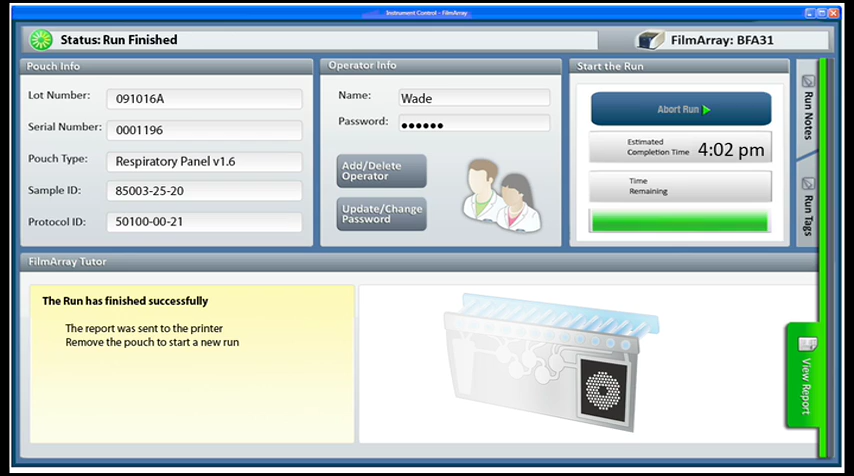 Instrument Control - FilmArray
Status: Run Finished
FilmArray: BFA31
Pouch Info
Lot Number: 091016A
Serial Number: 0001196
Pouch Type: Respiratory Panel v1.6
Sample ID: 85003-25-20
Protocol ID: 50100-00-21
Operator Info
Name: Wade
Password: ●●●●●●
Add/Delete
Operator
Update/Change
Password
Start the Run
Abort Run
Estimated
Completion Time 4:02 pm
Time
Remaining
Run Notes
Run Tags
FilmArray Tutor
The Run has finished successfully
The report was sent to the printer
Remove the pouch to start a new run
View Report